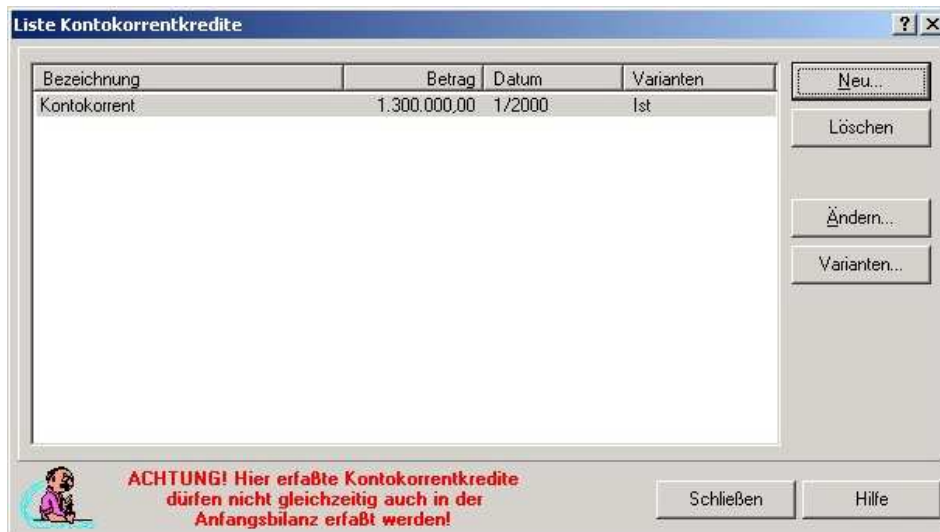 Liste Kontokorrentkredite
Bezeichnung Betrag Datum Varianten
Kontokorrent 1.300.000,00 1/2000 Ist
Neu...
Löschen
Ändern...
Varianten...
ACHTUNG! Hier erfaßte Kontokorrentkredite
dürfen nicht gleichzeitig auch in der
Anfangsbilanz erfaßt werden!
Schließen
Hilfe